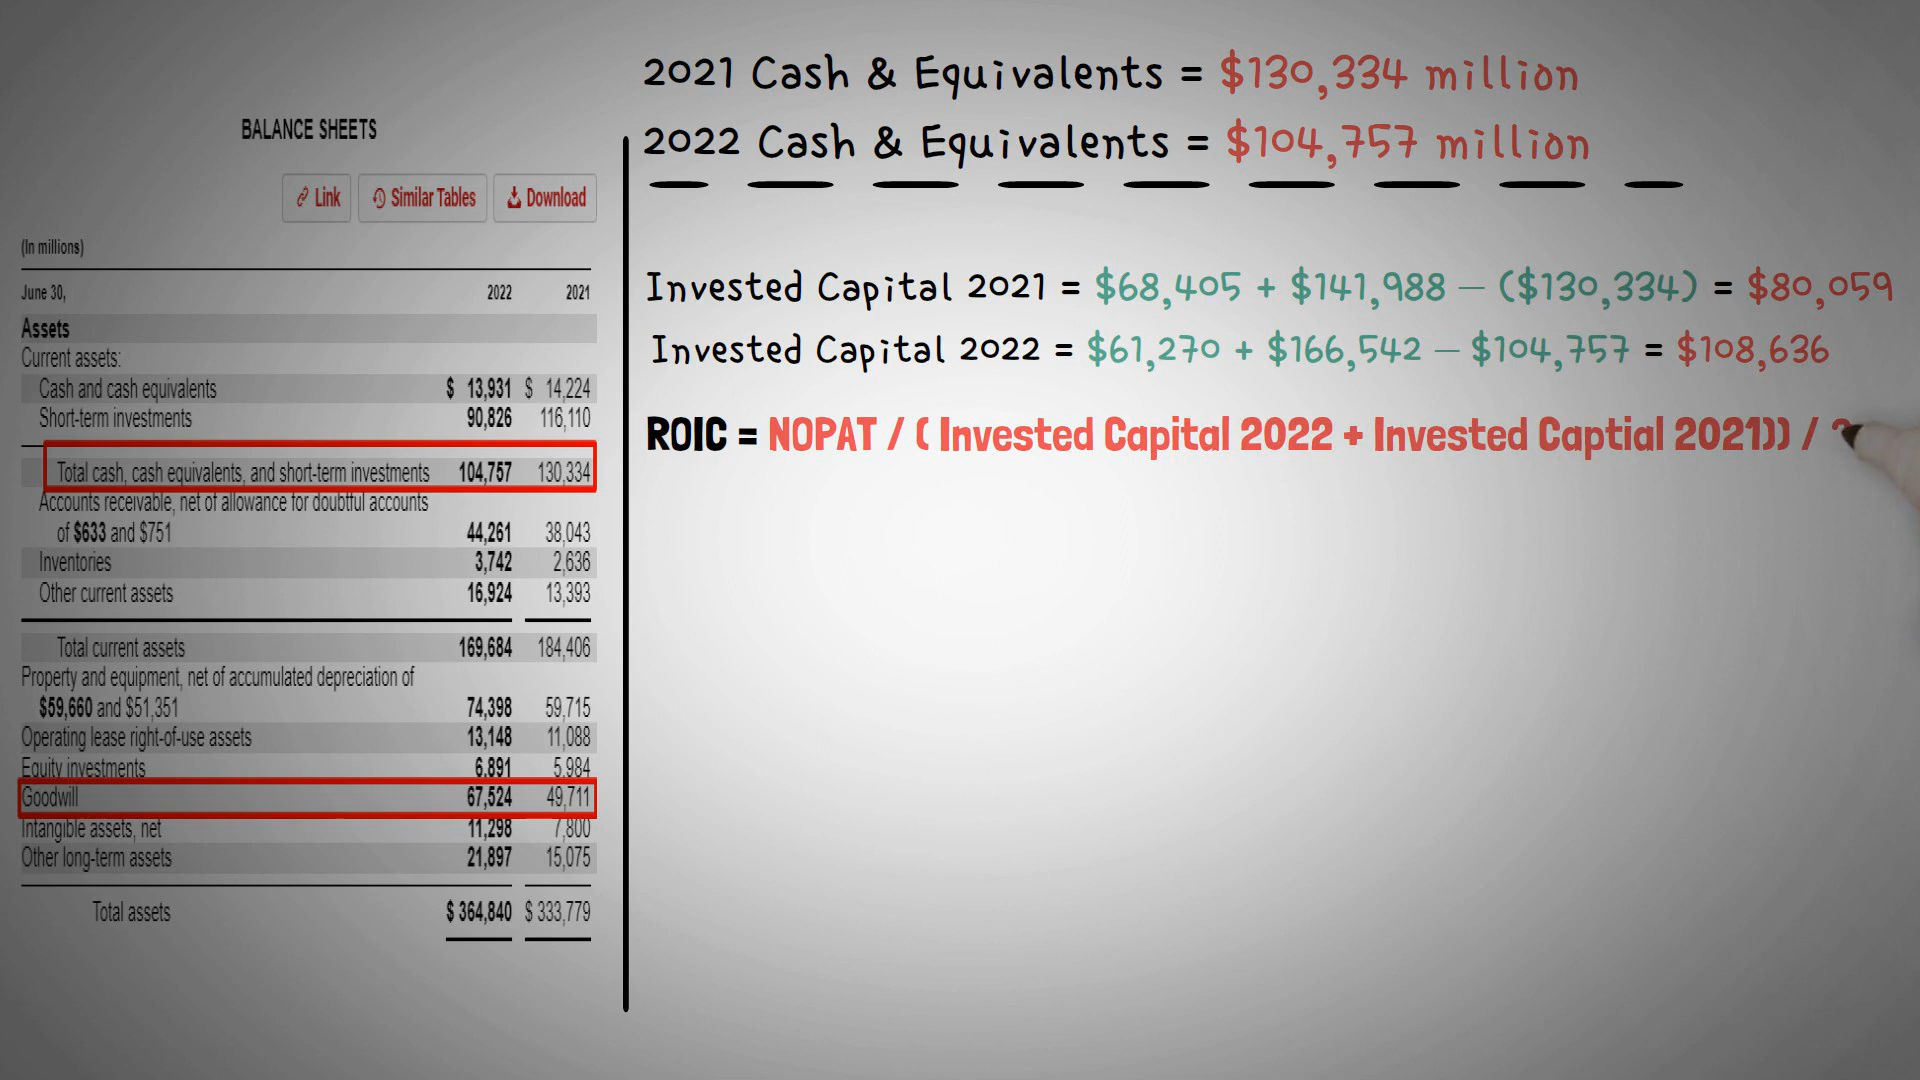 BALANCE SHEETS
Link Similar Tables Download
(In millions)
June 30, 2022 2021
Assets
Current assets:
Cash and cash equivalents $ 13,931 $ 14,224
Short-term investments 90,826 116,110
Total cash, cash equivalents, and short-term investments 104,757 130,334
Accounts receivable, net of allowance for doubtful accounts
of $633 and $751 44,261 38,043
Inventories 3,742 2,636
Other current assets 16,924 13,393
Total current assets 169,684 184,406
Property and equipment, net of accumulated depreciation of
$59,660 and $51,351 74,398 59,715
Operating lease right-of-use assets 13,148 11,088
Equity investments 6,891 5,984
Goodwill 67,524 49,711
Intangible assets, net 11,298 7,800
Other long-term assets 21,897 15,075
Total assets $ 364,840 $ 333,779
2021 Cash & Equivalents = $130,334 million
2022 Cash & Equivalents = $104,757 million
Invested Capital 2021 = $68,405 + $141,988 – ($130,334) = $80,059
Invested Capital 2022 = $61,270 + $166,542 – $104,757 = $108,636
ROIC = NOPAT / ( Invested Capital 2022 + Invested Captial 2021)) /